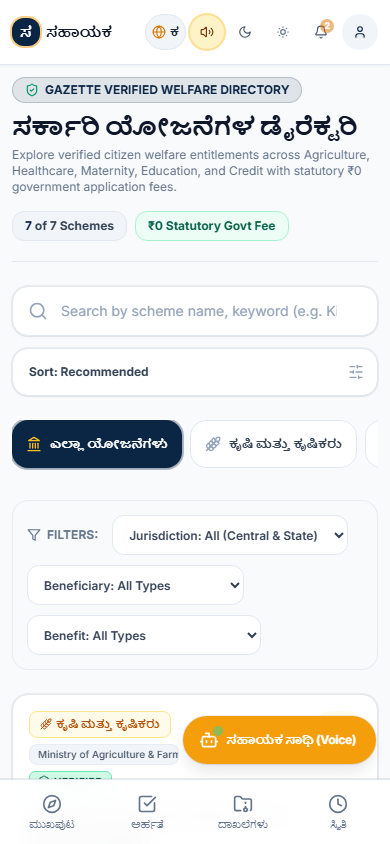 ಸ ಸಹಾಯಕ ಕ 2
GAZETTE VERIFIED WELFARE DIRECTORY
ಸರ್ಕಾರಿ ಯೋಜನೆಗಳ ಡೈರೆಕ್ಟರಿ
Explore verified citizen welfare entitlements across Agriculture,
Healthcare, Maternity, Education, and Credit with statutory ₹0
government application fees.
7 of 7 Schemes ₹0 Statutory Govt Fee
Search by scheme name, keyword (e.g. Ki
Sort: Recommended
ಎಲ್ಲಾ ಯೋಜನೆಗಳು ಕೃಷಿ ಮತ್ತು ಕೃಷಿಕರು
FILTERS: Jurisdiction: All (Central & State)
Beneficiary: All Types
Benefit: All Types
ಕೃಷಿ ಮತ್ತು ಕೃಷಿಕರು
Ministry of Agriculture & Farm
ಸಹಾಯಕ ಸಾಥಿ (Voice)
ಮುಖಪುಟ ಅರ್ಹತೆ ದಾಖಲೆಗಳು ಸ್ಥಿತಿ